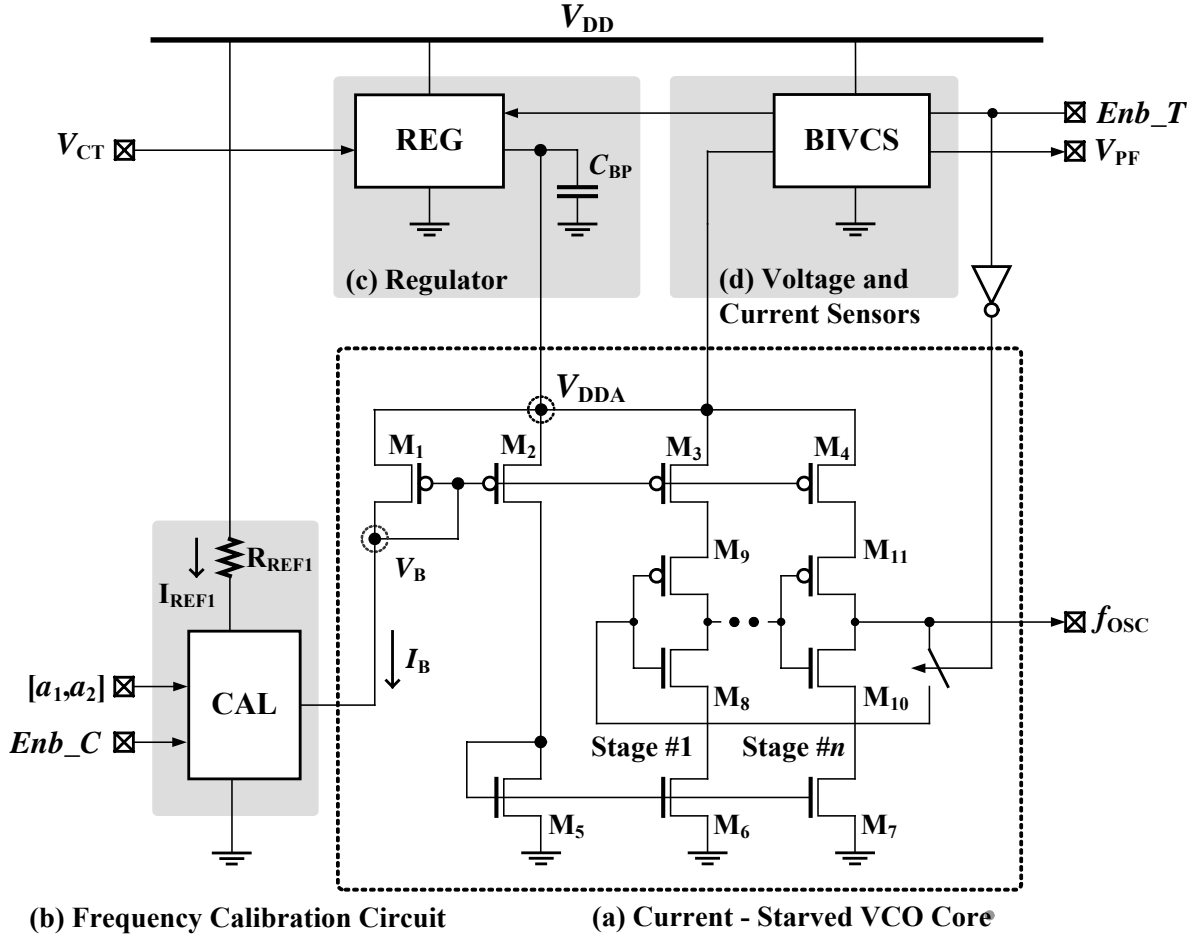 V_DD
Enb_T
V_CT
REG
BIVCS
V_PF
C_BP
(c) Regulator
(d) Voltage and
Current Sensors
V_DDA
M_1
M_2
M_3
M_4
V_B
M_9
M_11
R_REF1
I_REF1
f_OSC
I_B
[a_1,a_2]
CAL
M_8
M_10
Enb_C
Stage #1
Stage #n
M_5
M_6
M_7
(b) Frequency Calibration Circuit
(a) Current - Starved VCO Core